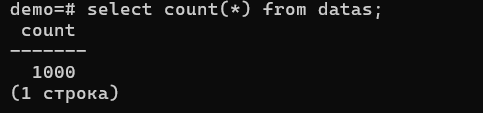 demo=# select count(*) from datas;
 count
-------
  1000
(1 строка)